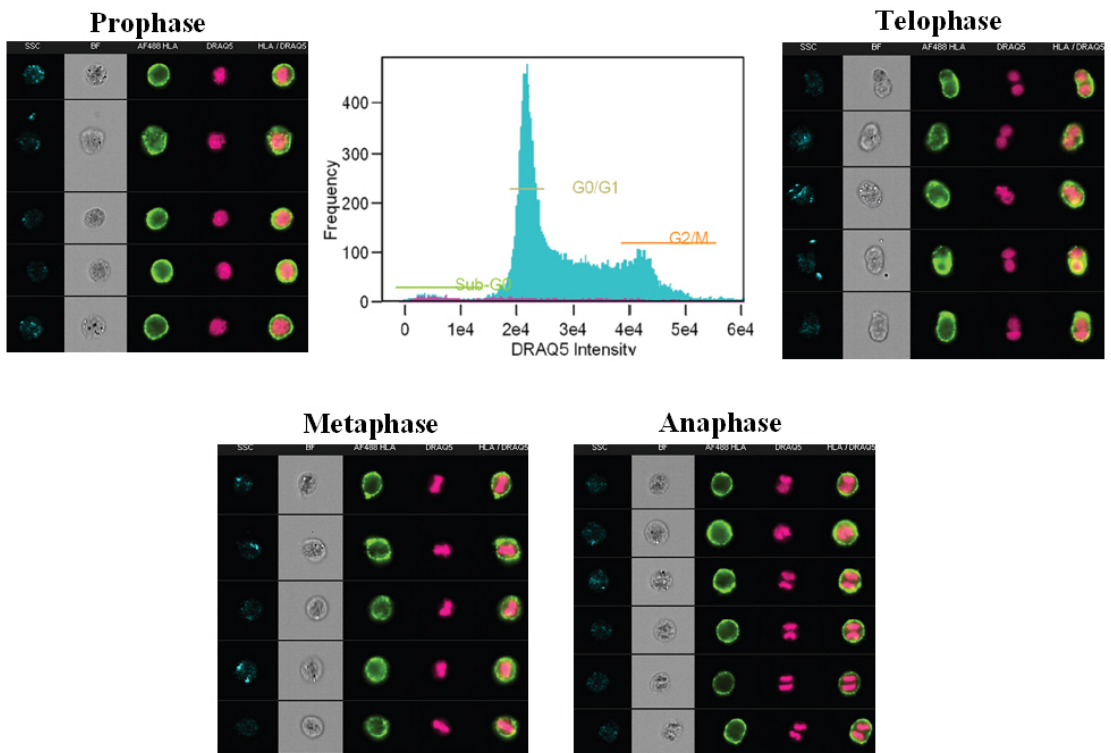 Prophase
SSC BF AF488 HLA DRAQ5 HLA / DRAQ5
Frequency
400
300
200
100
0
G0/G1
G2/M
Sub-G0
0 1e4 2e4 3e4 4e4 5e4 6e4
DRAQ5 Intensity
Telophase
SSC BF AF488 HLA DRAQ5 HLA / DRAQ5
Metaphase
SSC BF AF488 HLA DRAQ5 HLA / DRAQ5
Anaphase
SSC BF AF488 HLA DRAQ5 HLA / DRAQ5